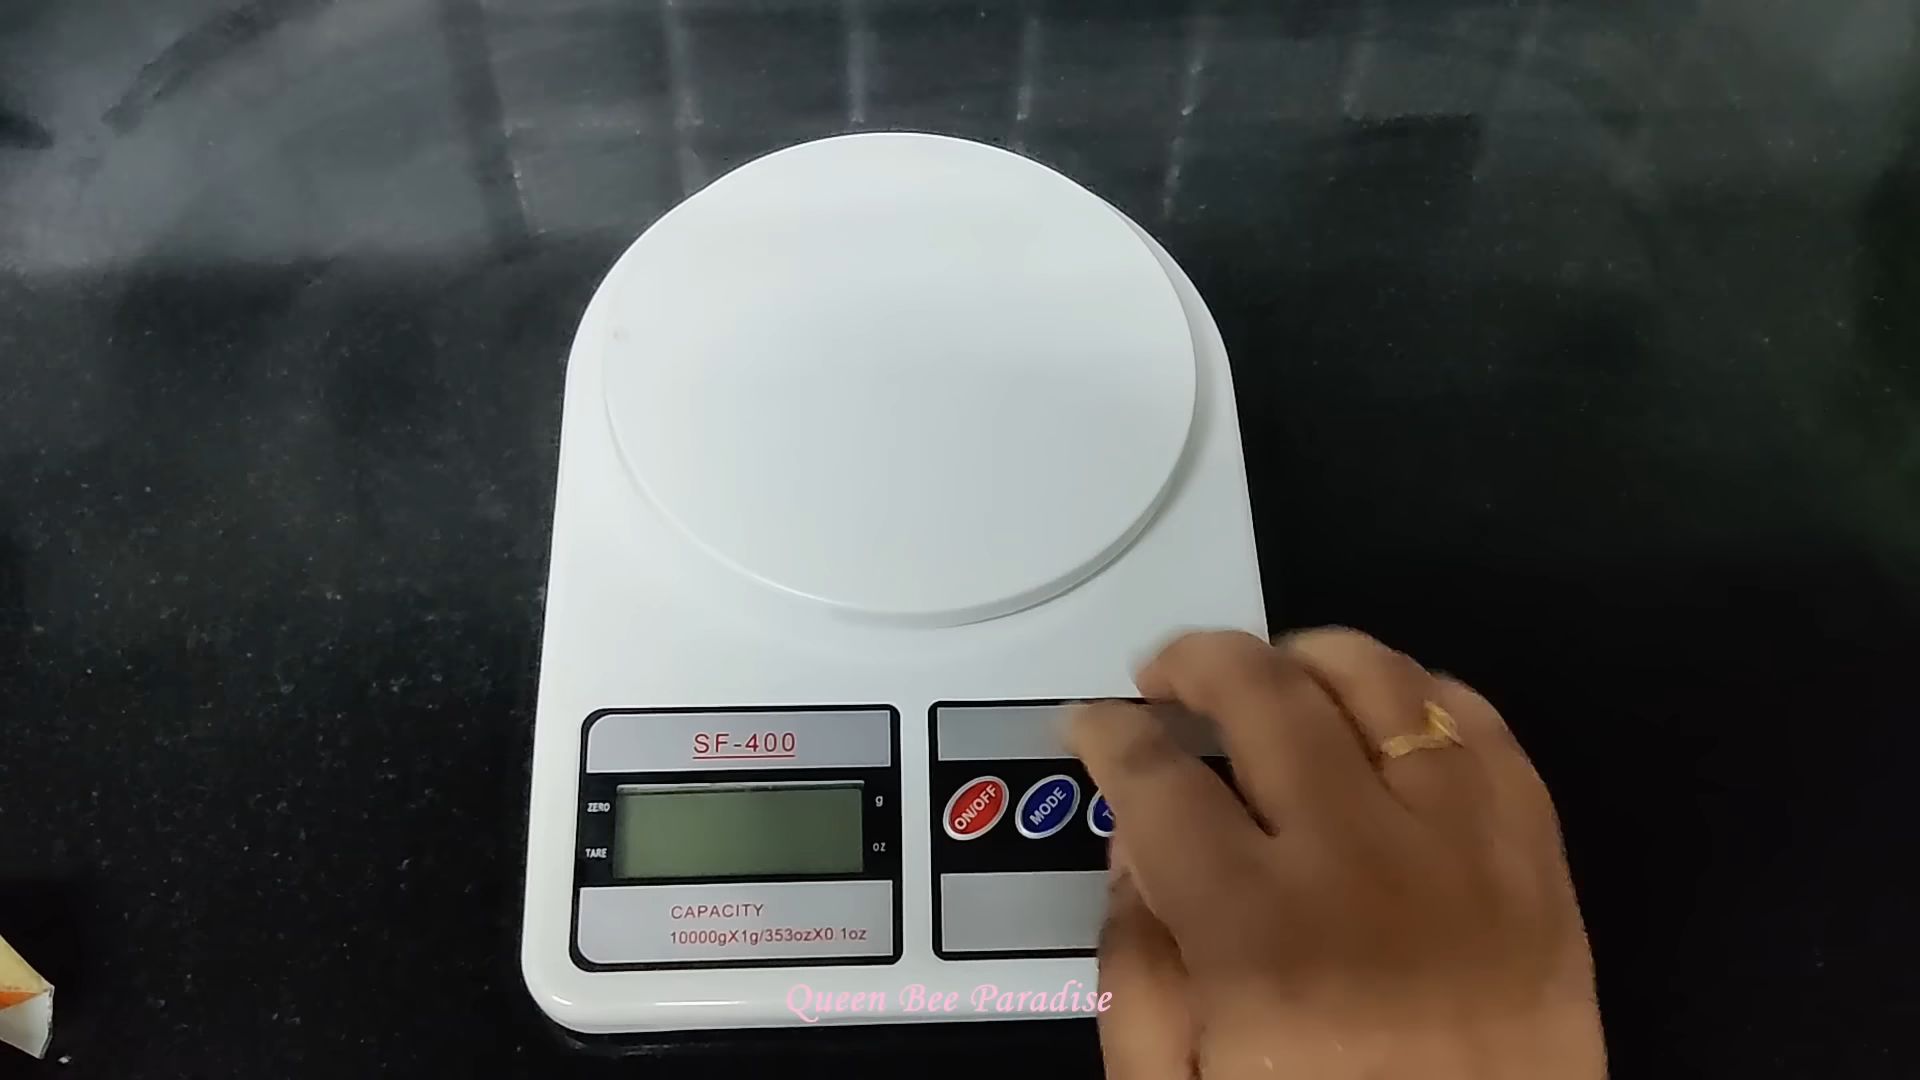 SF-400
ZERO
g
TARE
oz
CAPACITY
10000gX1g/353ozX0.1oz
ON/OFF
MODE
Queen Bee Paradise